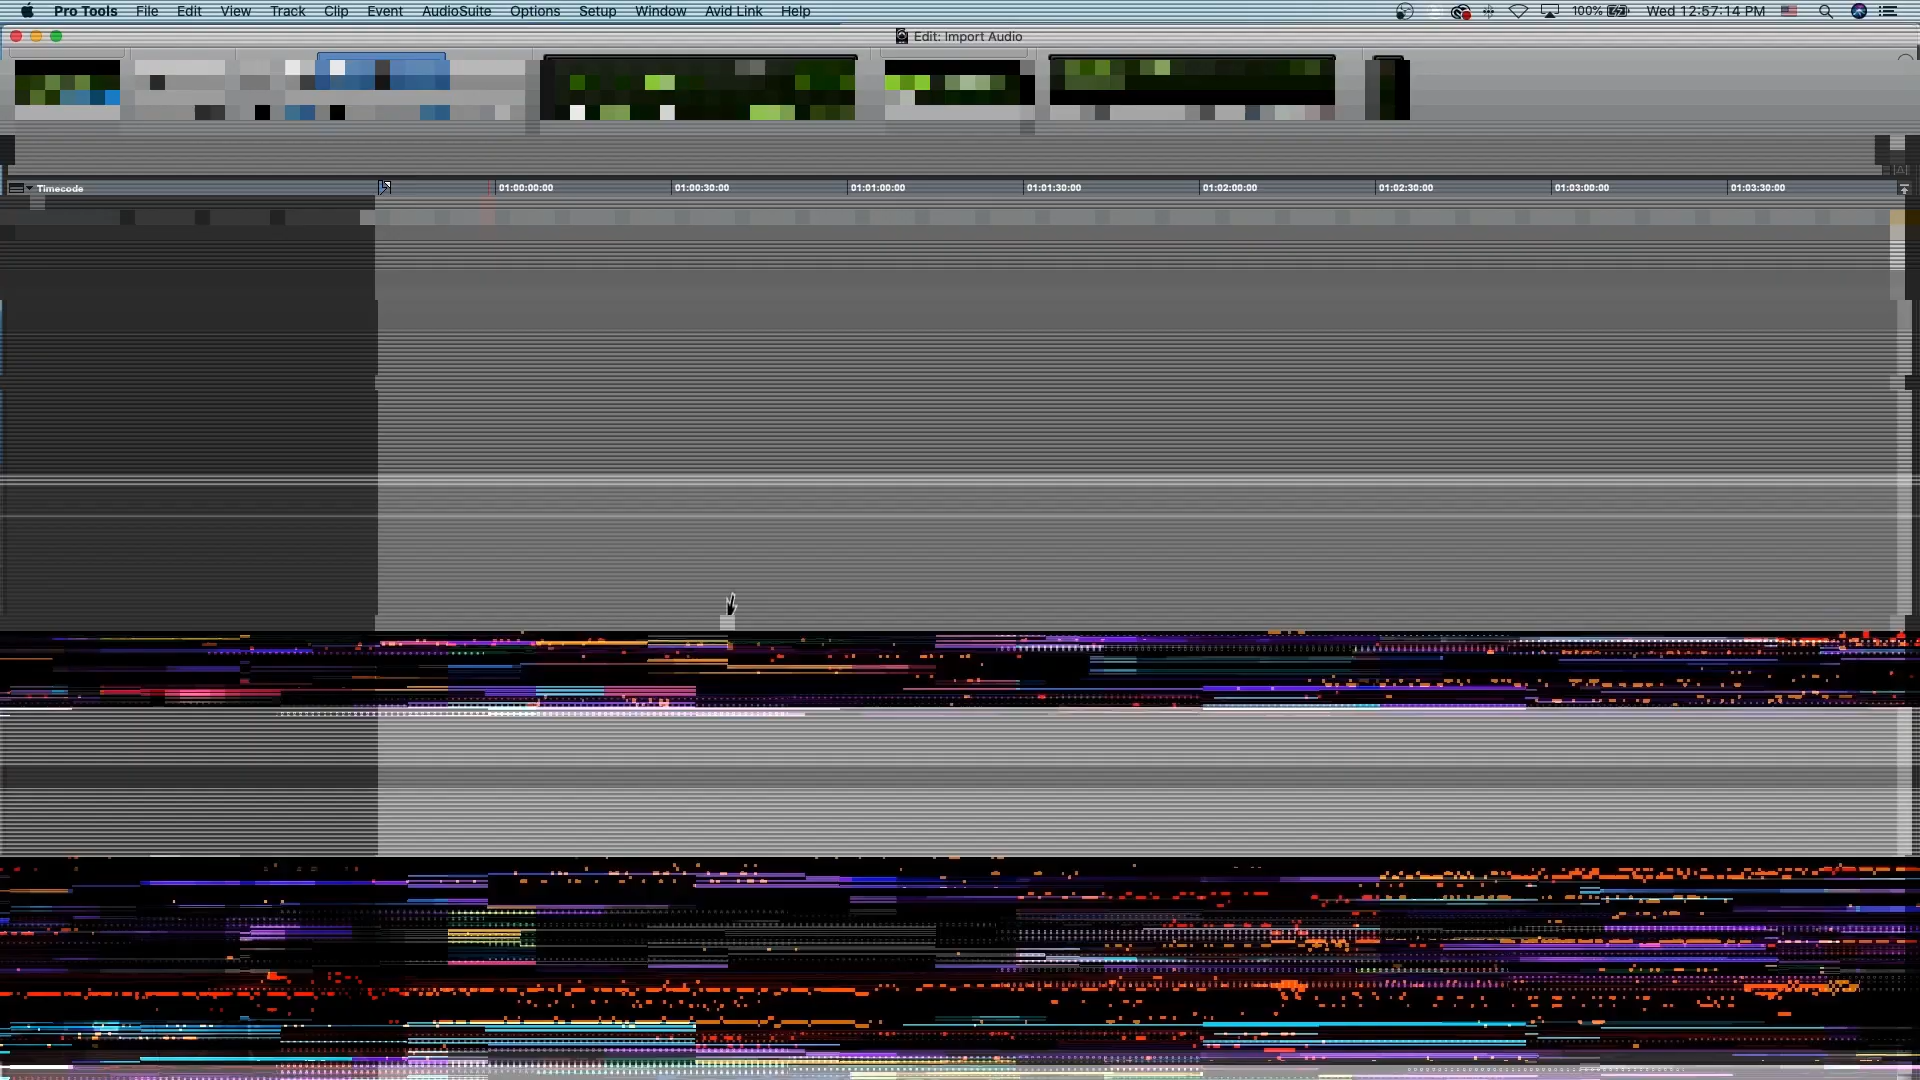 Pro Tools File Edit View Track Clip Event AudioSuite Options Setup Window Avid Link Help 100% Wed 12:57:14 PM
Edit: Import Audio
Timecode 01:00:00:00 01:00:30:00 01:01:00:00 01:01:30:00 01:02:00:00 01:02:30:00 01:03:00:00 01:03:30:00